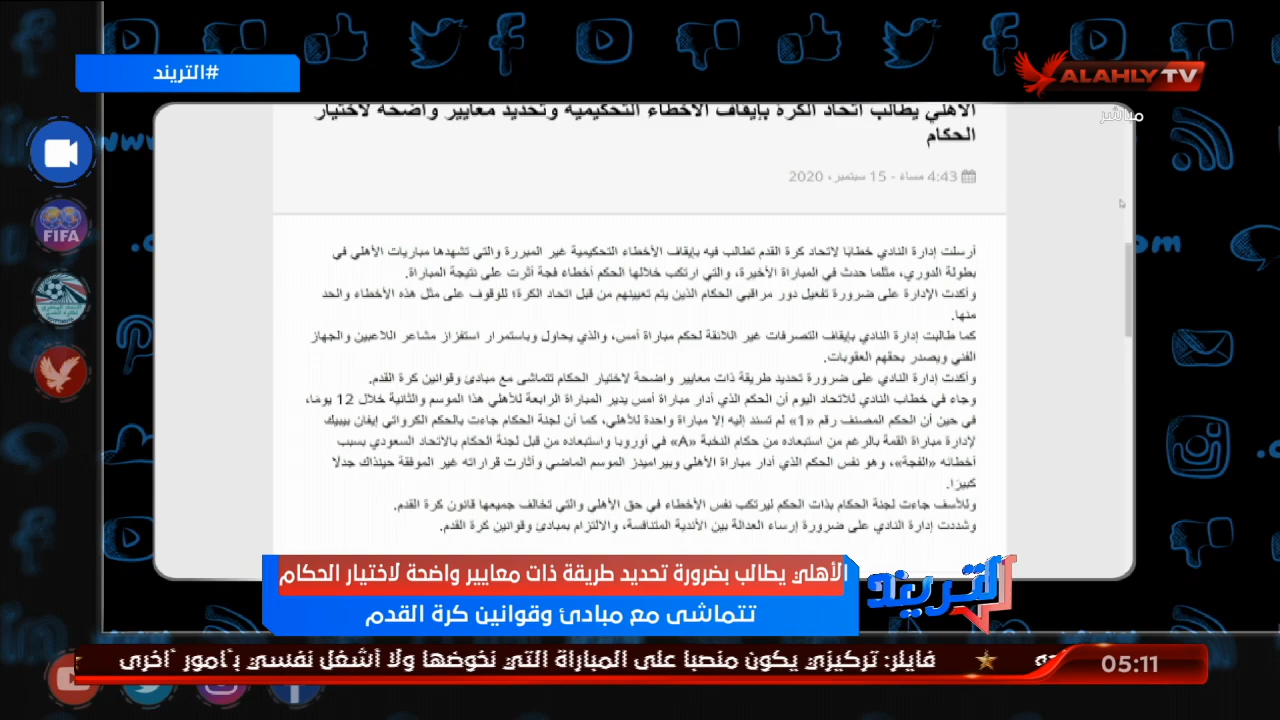 #التريند
ALAHLY TV
مباشر
الأهلي يطالب اتحاد الكرة بإيقاف الأخطاء التحكيمية وتحديد معايير واضحة لاختيار
الحكام
4:43 مساءً - 15 سبتمبر، 2020
أرسلت إدارة النادي خطابًا لاتحاد كرة القدم تطالب فيه بإيقاف الأخطاء التحكيمية غير المبررة والتي تشهدها مباريات الأهلي في
بطولة الدوري، مثلما حدث في المباراة الأخيرة، والتي ارتكب خلالها الحكم أخطاء فجة أثرت على نتيجة المباراة.
وأكدت الإدارة على ضرورة تفعيل دور مراقبي الحكام الذين يتم تعيينهم من قبل اتحاد الكرة؛ للوقوف على مثل هذه الأخطاء والحد
منها.
كما طالبت إدارة النادي بإيقاف التصرفات غير اللائقة لحكم مباراة أمس، والذي يحاول وباستمرار استفزاز مشاعر اللاعبين والجهاز
الفني ويصدر بحقهم العقوبات.
وأكدت إدارة النادي على ضرورة تحديد طريقة ذات معايير واضحة لاختيار الحكام تتماشى مع مبادئ وقوانين كرة القدم.
وجاء في خطاب النادي للاتحاد اليوم أن الحكم الذي أدار مباراة أمس يدير المباراة الرابعة للأهلي هذا الموسم والثانية خلال 12 يومًا،
في حين أن الحكم المصنف رقم «1» لم تسند إليه إلا مباراة واحدة للأهلي، كما أن لجنة الحكام جاءت بالحكم الكرواتي إيفان بيبيك
لإدارة مباراة القمة بالرغم من استبعاده من حكام النخبة «A» في أوروبا واستبعاده من قبل لجنة الحكام بالاتحاد السعودي بسبب
أخطائه «الفجة»، وهو نفس الحكم الذي أدار مباراة الأهلي وبيراميدز الموسم الماضي وأثارت قراراته غير الموفقة حينذاك جدلًا
كبيرًا.
وللأسف جاءت لجنة الحكام بذات الحكم ليرتكب نفس الأخطاء في حق الأهلي والتي تخالف جميعها قانون كرة القدم.
وشددت إدارة النادي على ضرورة إرساء العدالة بين الأندية المتنافسة، والالتزام بمبادئ وقوانين كرة القدم.
FIFA
الأهلي يطالب بضرورة تحديد طريقة ذات معايير واضحة لاختيار الحكام
تتماشى مع مبادئ وقوانين كرة القدم
التريند
فايلر: تركيزي يكون منصبا على المباراة التي نخوضها ولا أشغل نفسي بأمور أخرى
05:11